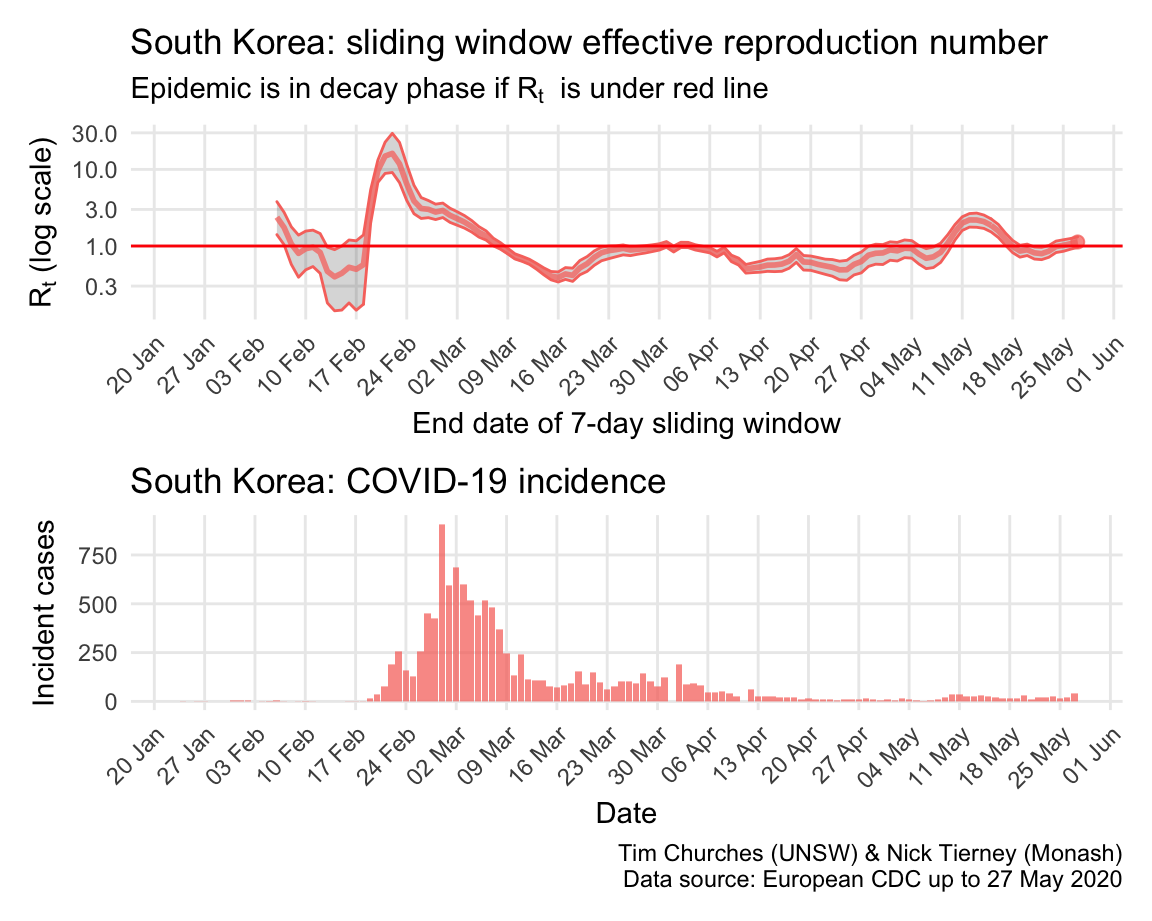 South Korea: sliding window effective reproduction number
Epidemic is in decay phase if Rt is under red line
Rt (log scale)
30.0
10.0
3.0
1.0
0.3
20 Jan
27 Jan
03 Feb
10 Feb
17 Feb
24 Feb
02 Mar
09 Mar
16 Mar
23 Mar
30 Mar
06 Apr
13 Apr
20 Apr
27 Apr
04 May
11 May
18 May
25 May
01 Jun
End date of 7-day sliding window
South Korea: COVID-19 incidence
Incident cases
750
500
250
0
20 Jan
27 Jan
03 Feb
10 Feb
17 Feb
24 Feb
02 Mar
09 Mar
16 Mar
23 Mar
30 Mar
06 Apr
13 Apr
20 Apr
27 Apr
04 May
11 May
18 May
25 May
01 Jun
Date
Tim Churches (UNSW) & Nick Tierney (Monash)
Data source: European CDC up to 27 May 2020